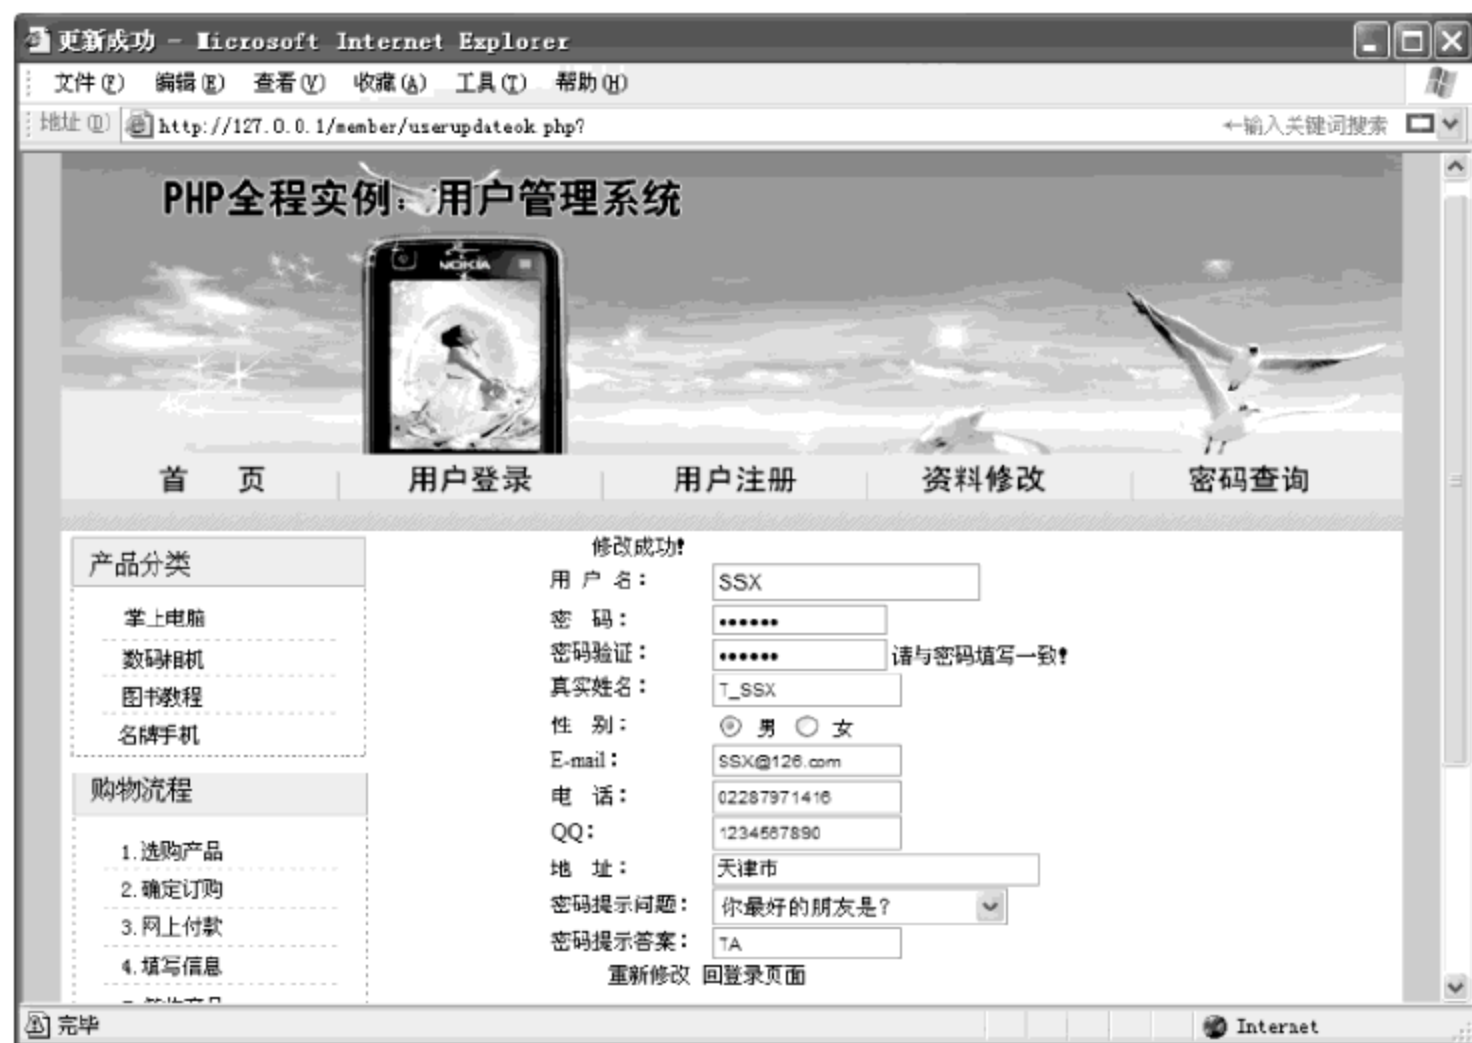 更新成功 - Microsoft Internet Explorer
文件(F) 编辑(E) 查看(V) 收藏(A) 工具(T) 帮助(H)
地址(D) http://127.0.0.1/member/userupdateok php? ←输入关键词搜索
PHP全程实例：用户管理系统
NOKIA
首 页 用户登录 用户注册 资料修改 密码查询
产品分类
掌上电脑
数码相机
图书教程
名牌手机
购物流程
1.选购产品
2.确定订购
3.网上付款
4.填写信息
修改成功!
用 户 名： SSX
密 码： ••••••
密码验证： •••••• 请与密码填写一致!
真实姓名： T_SSX
性 别： 男 女
E-mail： SSX@126.com
电 话： 02287971416
QQ： 1234567890
地 址： 天津市
密码提示问题： 你最好的朋友是?
密码提示答案： TA
重新修改 回登录页面
完毕 Internet